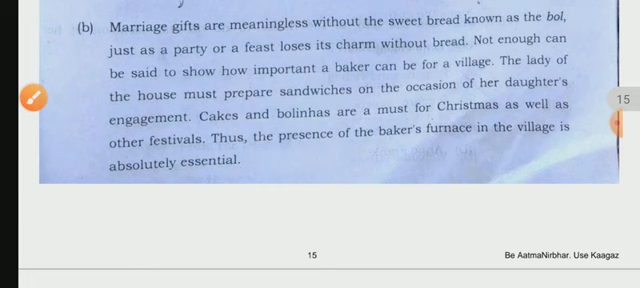 (b) Marriage gifts are meaningless without the sweet bread known as the bol,
just as a party or a feast loses its charm without bread. Not enough can
be said to show how important a baker can be for a village. The lady of
the house must prepare sandwiches on the occasion of her daughter's
engagement. Cakes and bolinhas are a must for Christmas as well as
other festivals. Thus, the presence of the baker's furnace in the village is
absolutely essential.
15
15
Be AatmaNirbhar. Use Kaagaz